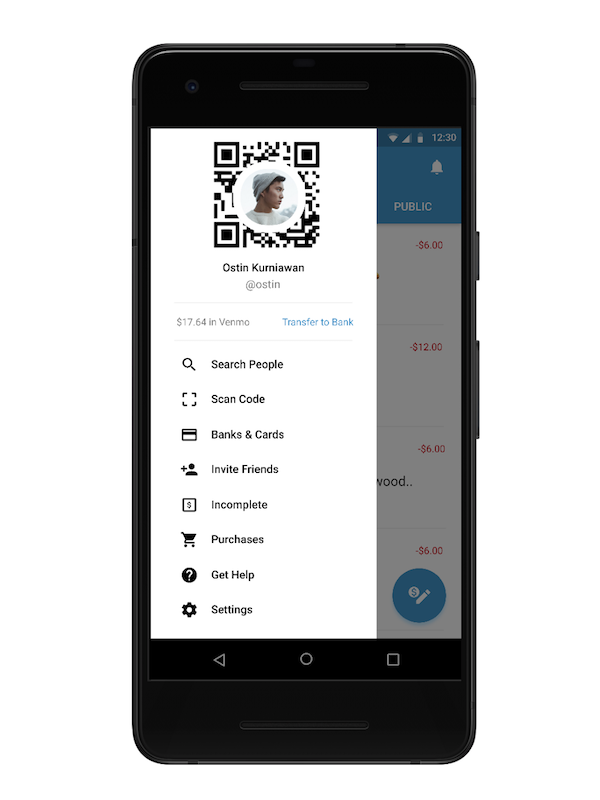 12:30
PUBLIC
Ostin Kurniawan
@ostin
$17.64 in Venmo
Transfer to Bank
Search People
Scan Code
Banks & Cards
Invite Friends
Incomplete
Purchases
Get Help
Settings
-$6.00
-$12.00
-$6.00
wood..
-$6.00